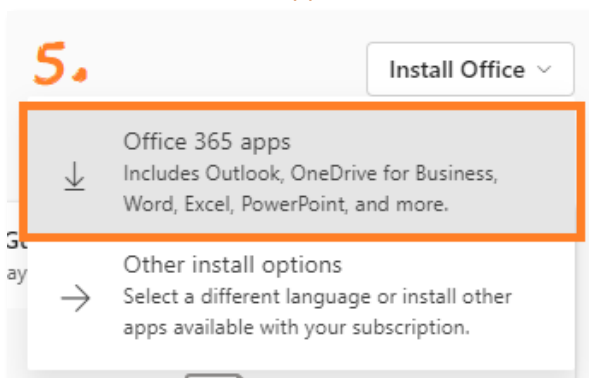 5.
Install Office
Office 365 apps
Includes Outlook, OneDrive for Business,
Word, Excel, PowerPoint, and more.
Other install options
Select a different language or install other
apps available with your subscription.